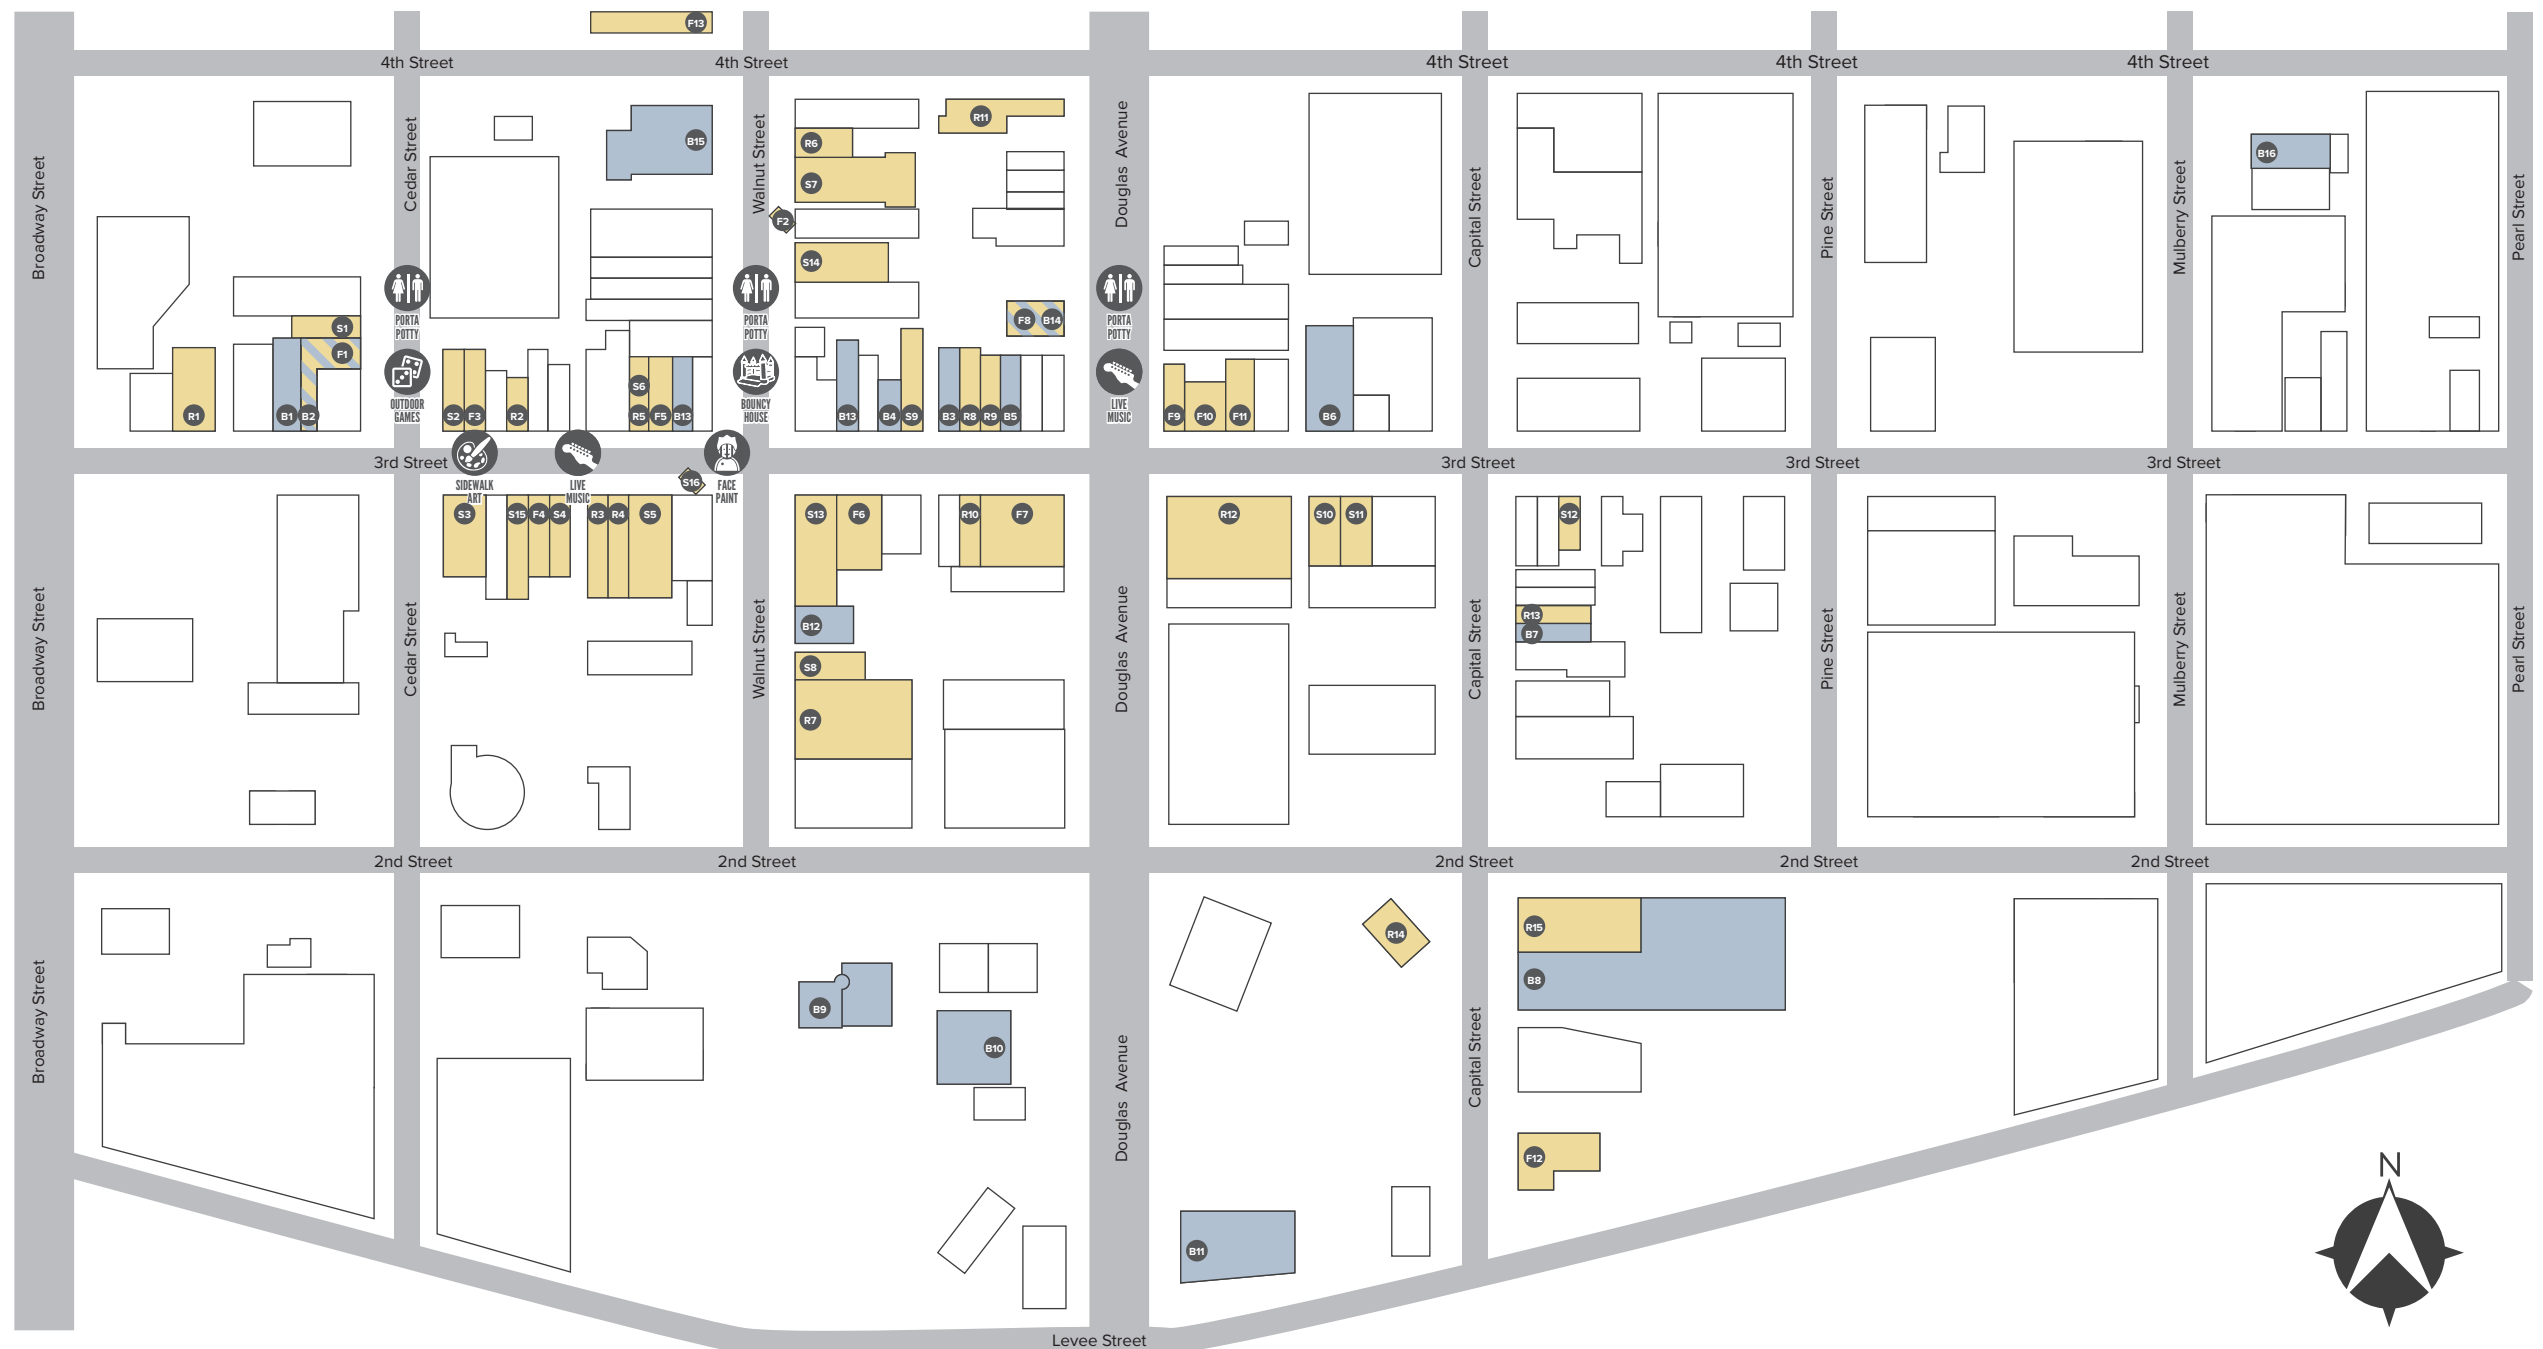 F13
4th Street
4th Street
4th Street
4th Street
4th Street
Broadway Street
Cedar Street
Walnut Street
Douglas Avenue
Capital Street
Pine Street
Mulberry Street
Pearl Street
B15
R6
R11
S7
F2
S14
B16
S1
F1
R1
B1
B2
PORTA
POTTY
OUTDOOR
GAMES
S2
F3
R2
S6
R5
F5
B13
PORTA
POTTY
BOUNCY
HOUSE
B13
B4
S9
F8
B14
B3
R8
R9
B5
PORTA
POTTY
LIVE
MUSIC
F9
F10
F11
B6
3rd Street
3rd Street
3rd Street
3rd Street
SIDEWALK
ART
LIVE
MUSIC
S16
FACE
PAINT
S3
S15
F4
S4
R3
R4
S5
S13
F6
R10
F7
R12
S10
S11
S12
B12
S8
R7
R13
B7
Broadway Street
Cedar Street
Walnut Street
Douglas Avenue
Capital Street
Pine Street
Mulberry Street
Pearl Street
2nd Street
2nd Street
2nd Street
2nd Street
2nd Street
Broadway Street
Douglas Avenue
Capital Street
B9
B10
R14
R15
B8
F12
B11
N
Levee Street